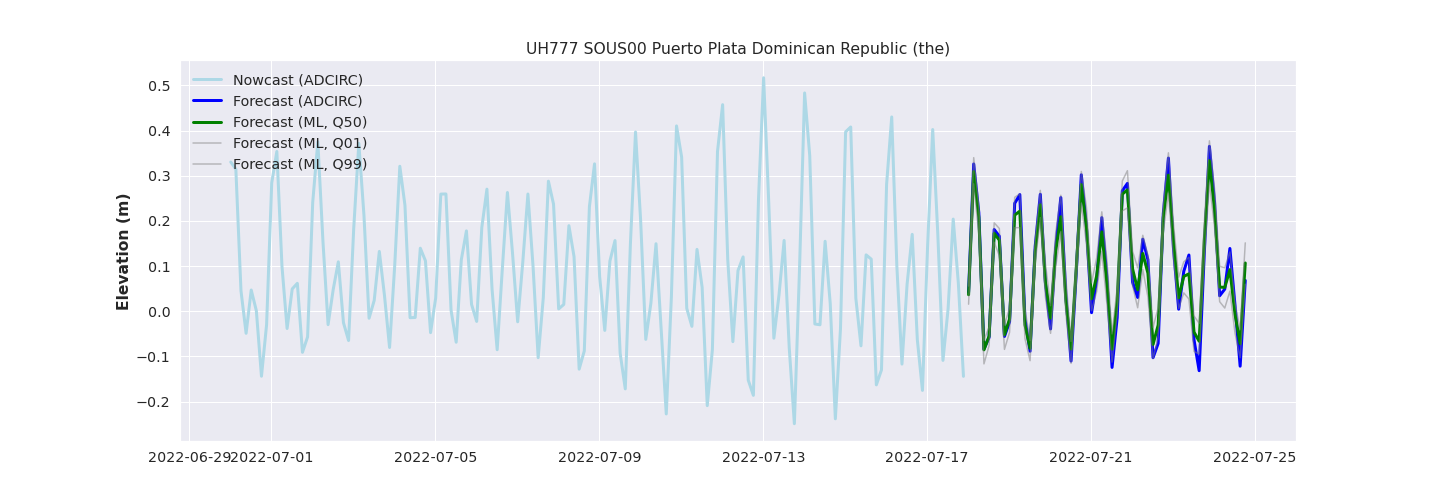 UH777 SOUS00 Puerto Plata Dominican Republic (the)
Nowcast (ADCIRC)
Forecast (ADCIRC)
Forecast (ML, Q50)
Forecast (ML, Q01)
Forecast (ML, Q99)
Elevation (m)
0.5
0.4
0.3
0.2
0.1
0.0
−0.1
−0.2
2022-06-29
2022-07-01
2022-07-05
2022-07-09
2022-07-13
2022-07-17
2022-07-21
2022-07-25